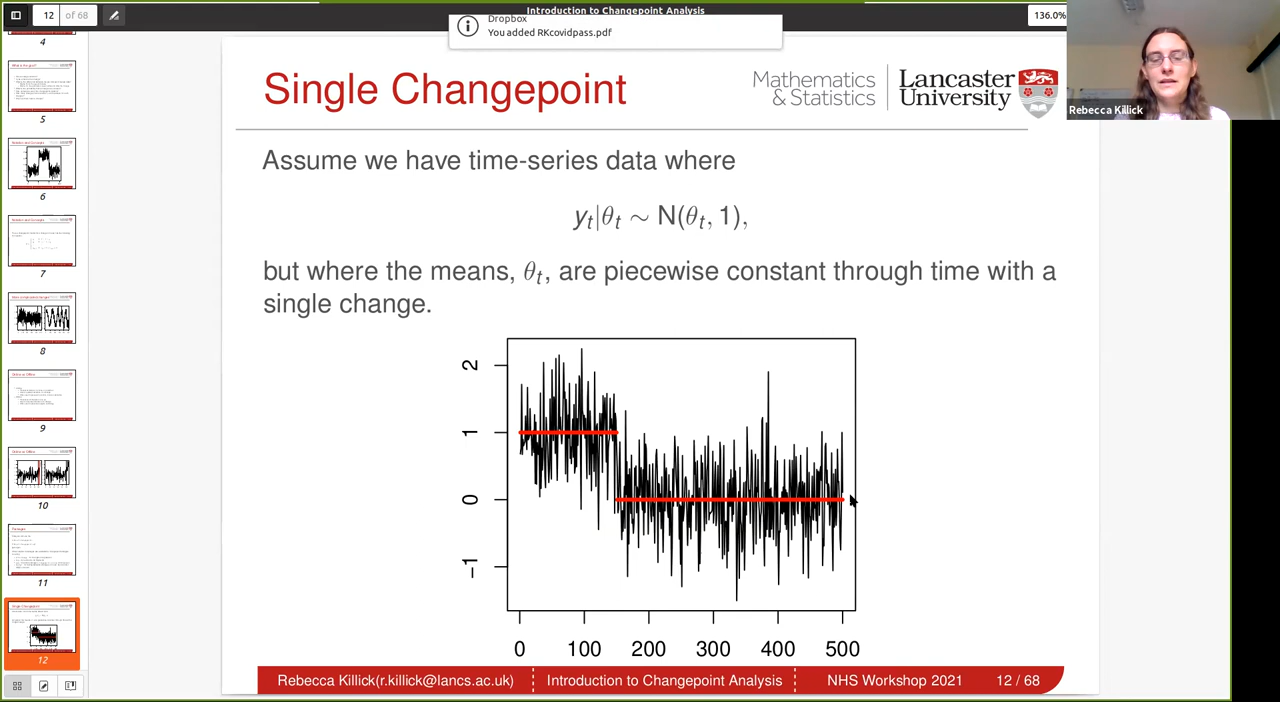 12 of 68
Introduction to Changepoint Analysis
136.0%
Dropbox
You added RKcovidpass.pdf
4
5
6
7
8
9
10
11
12
Single Changepoint
Mathematics
& Statistics
Lancaster
University
Rebecca Killick
Assume we have time-series data where
y_t|θ_t ∼ N(θ_t, 1),
but where the means, θ_t, are piecewise constant through time with a
single change.
2
1
0
−1
0 100 200 300 400 500
Rebecca Killick(r.killick@lancs.ac.uk) Introduction to Changepoint Analysis NHS Workshop 2021 12 / 68